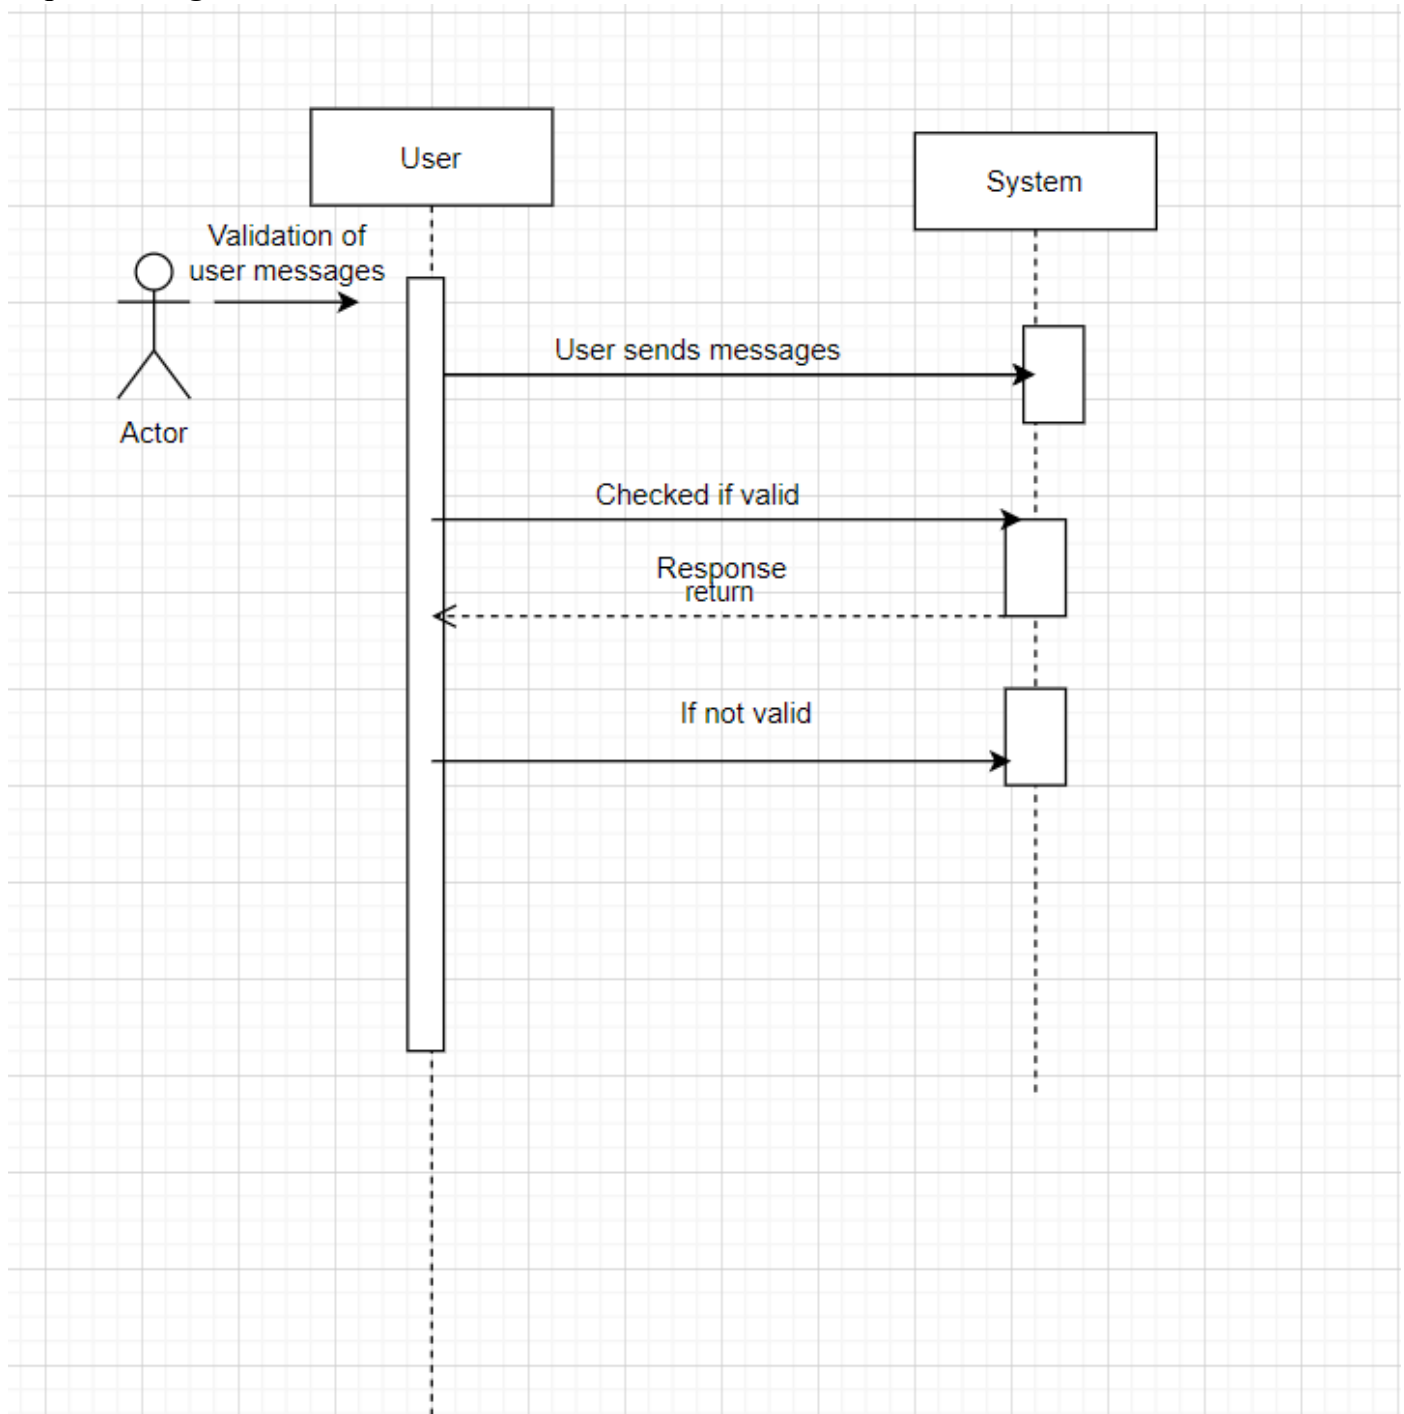 User
System
Validation of
user messages
User sends messages
Actor
Checked if valid
Response
return
If not valid